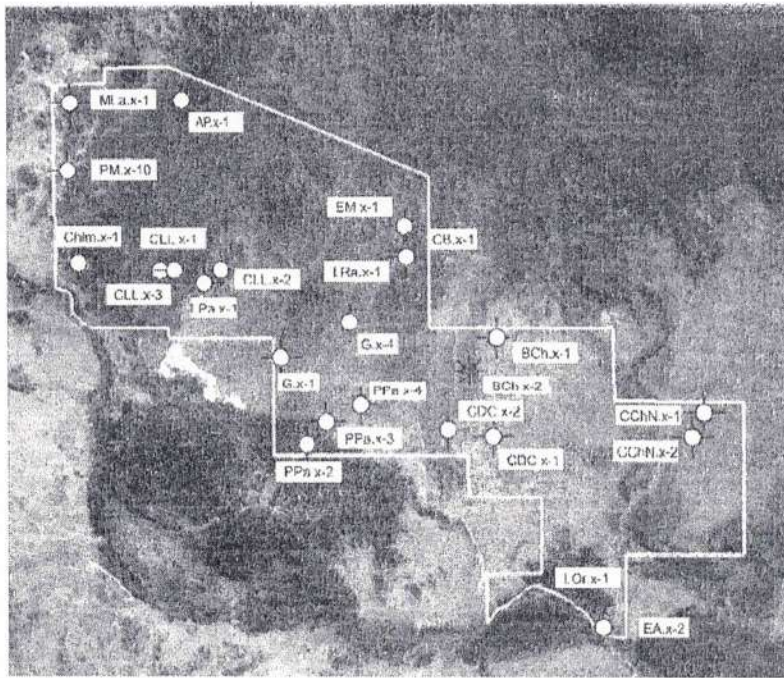 MLa.x-1
AP.x-1
PM.x-10
EM.x-1
Chim.x-1
CLL.x-1
CB.x-1
CLL.x-3
CLL.x-2
LRa.x-1
LPa.x-1
G.x-4
BCh.x-1
G.x-1
PPa.x-4
BCh.x-2
CDC.x-2
CChN.x-1
PPa.x-3
CChN.x-2
PPa.x-2
CDC.x-1
LOr.x-1
EA.x-2